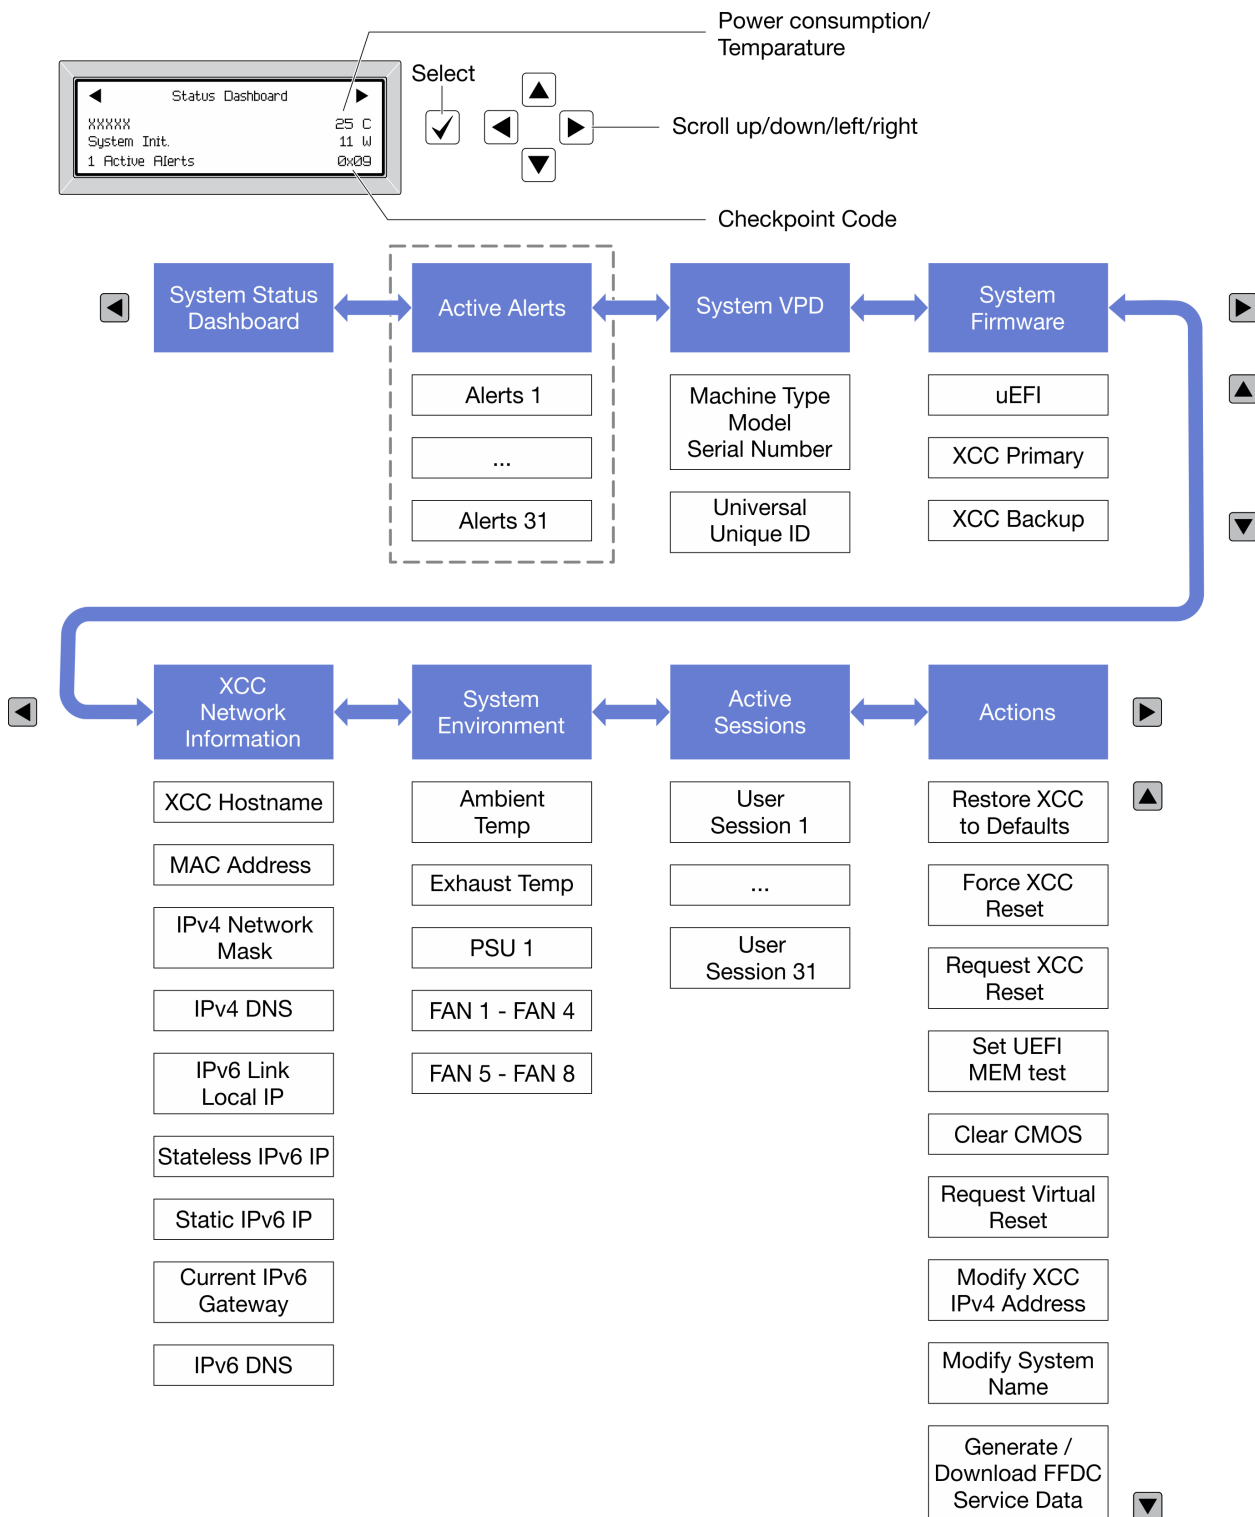 Power consumption/
Temparature
Select
Status Dashboard
XXXXX 25 C
System Init. 11 W
1 Active Alerts 0x09
Scroll up/down/left/right
Checkpoint Code
System Status
Dashboard
Active Alerts
System VPD
System
Firmware
Alerts 1
...
Alerts 31
Machine Type
Model
Serial Number
Universal
Unique ID
uEFI
XCC Primary
XCC Backup
XCC
Network
Information
System
Environment
Active
Sessions
Actions
XCC Hostname
MAC Address
IPv4 Network
Mask
IPv4 DNS
IPv6 Link
Local IP
Stateless IPv6 IP
Static IPv6 IP
Current IPv6
Gateway
IPv6 DNS
Ambient
Temp
Exhaust Temp
PSU 1
FAN 1 - FAN 4
FAN 5 - FAN 8
User
Session 1
...
User
Session 31
Restore XCC
to Defaults
Force XCC
Reset
Request XCC
Reset
Set UEFI
MEM test
Clear CMOS
Request Virtual
Reset
Modify XCC
IPv4 Address
Modify System
Name
Generate /
Download FFDC
Service Data